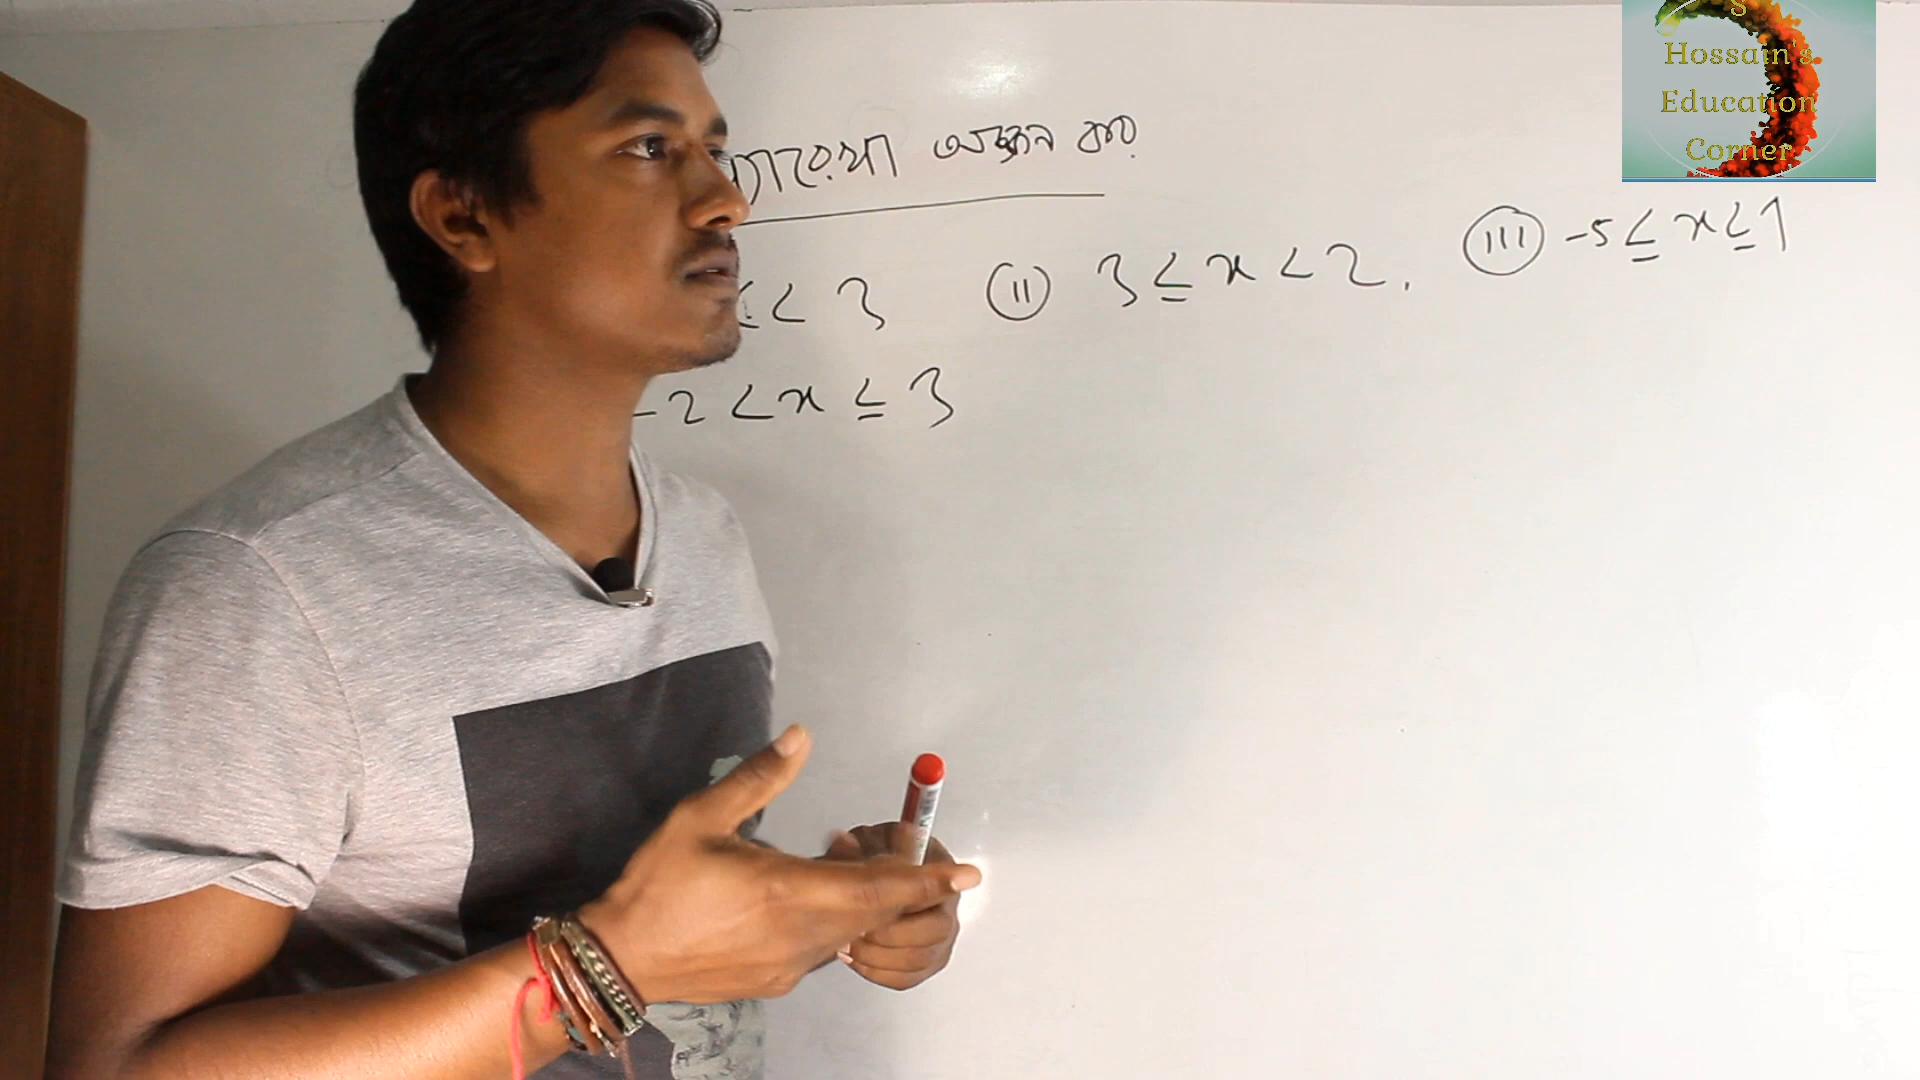 অঙ্কন কর
< 3 (ii) 3 ≤ x < 2. (iii) -5 ≤ x ≤ 1
-2 < x ≤ 3
S
Hossain's
Education
Corner